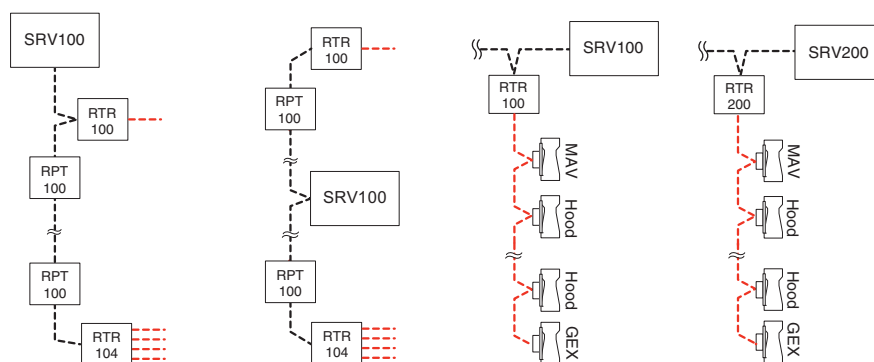 SRV100
RTR
100
RPT
100
RPT
100
RTR
104
RTR
100
RPT
100
SRV100
RPT
100
RTR
104
SRV100
RTR
100
MAV
Hood
Hood
GEX
SRV200
RTR
200
MAV
Hood
Hood
GEX